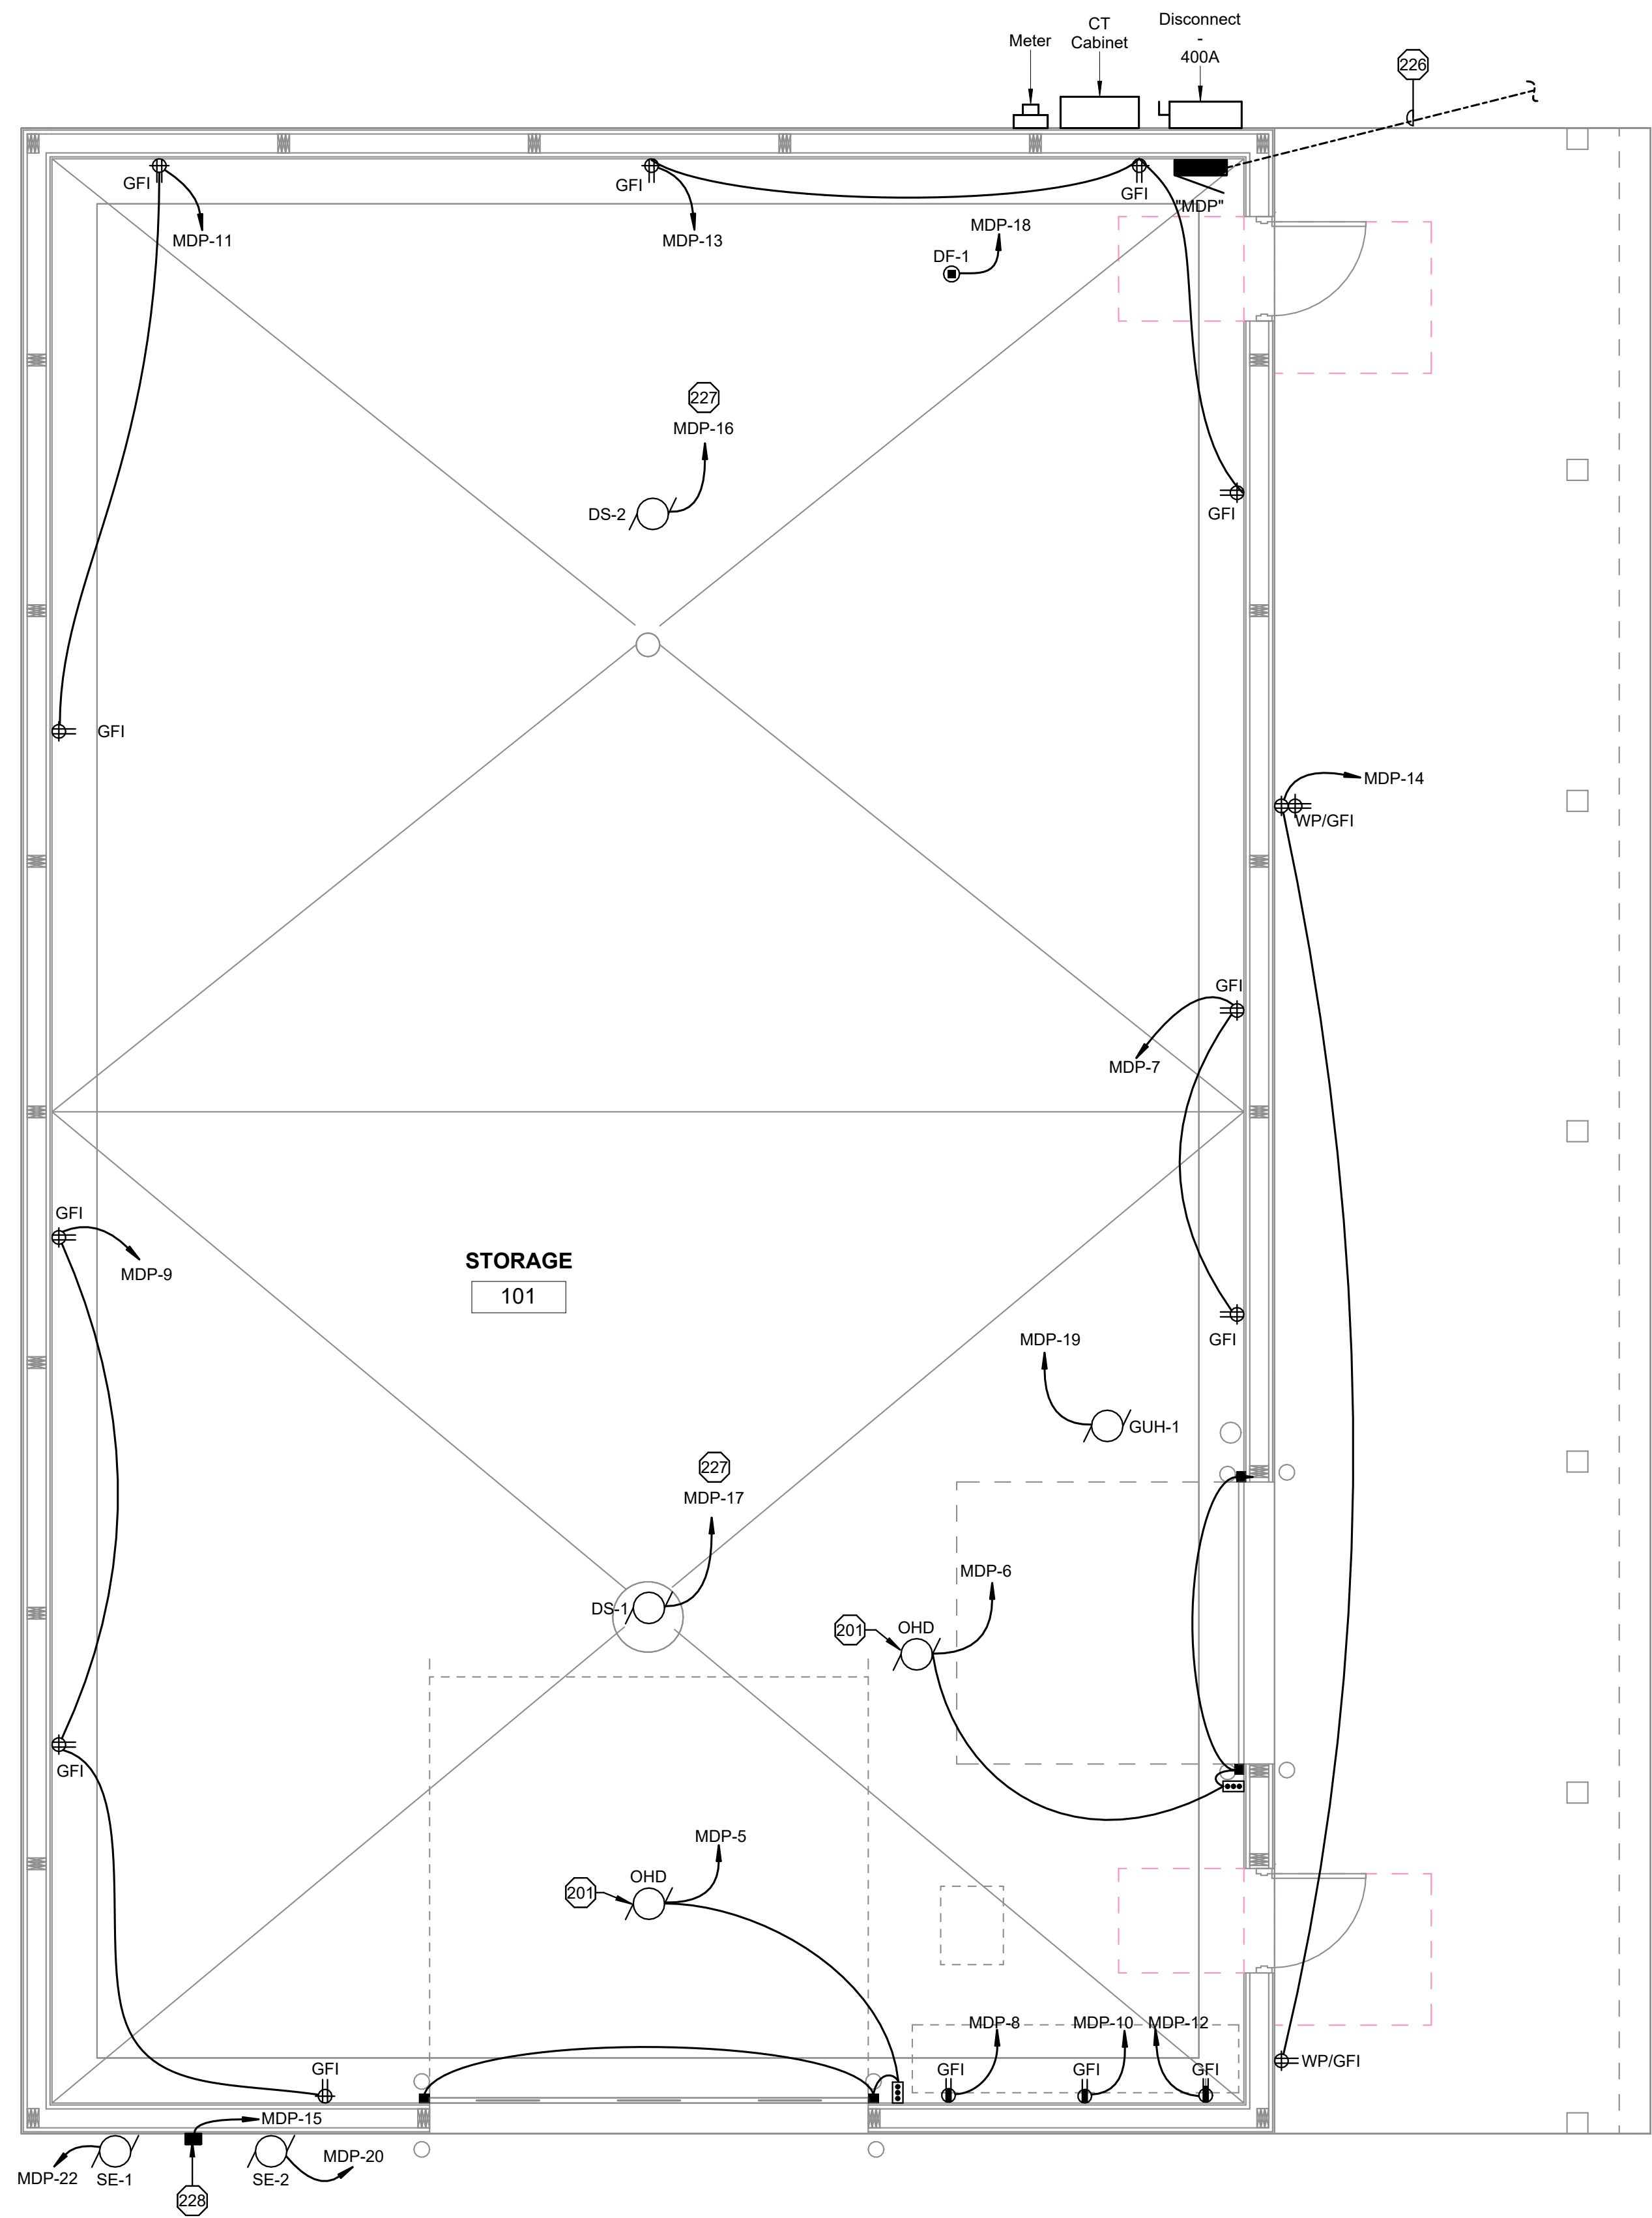 Disconnect
-
400A
CT
Cabinet
Meter
226
GFI
GFI
GFI
"MDP"
MDP-11
MDP-13
MDP-18
DF-1
227
MDP-16
DS-2
GFI
GFI
MDP-14
WP/GFI
GFI
MDP-7
GFI
MDP-9
STORAGE
101
MDP-19
GFI
GUH-1
227
MDP-17
DS-1
MDP-6
201
OHD
GFI
MDP-5
OHD
201
MDP-8
MDP-10
MDP-12
GFI
GFI
GFI
GFI
WP/GFI
MDP-15
MDP-20
MDP-22
SE-1
SE-2
228